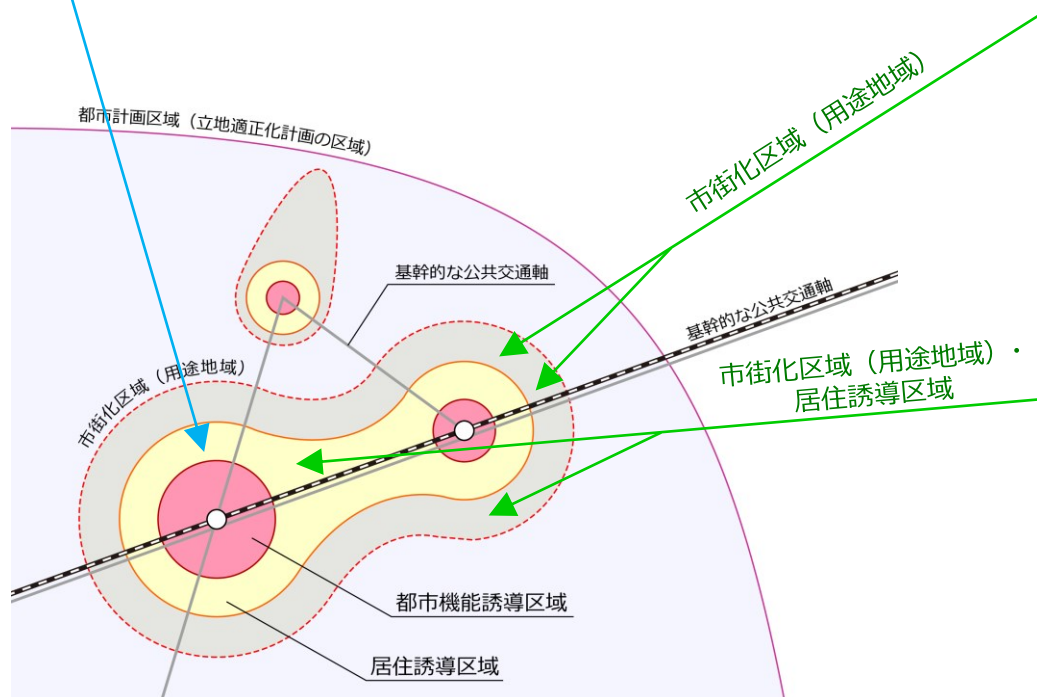 市街化区域（用途地域）
都市計画区域（立地適正化計画の区域）
基幹的な公共交通軸
基幹的な公共交通軸
市街化区域（用途地域）・
居住誘導区域
市街化区域（用途地域）
都市機能誘導区域
居住誘導区域